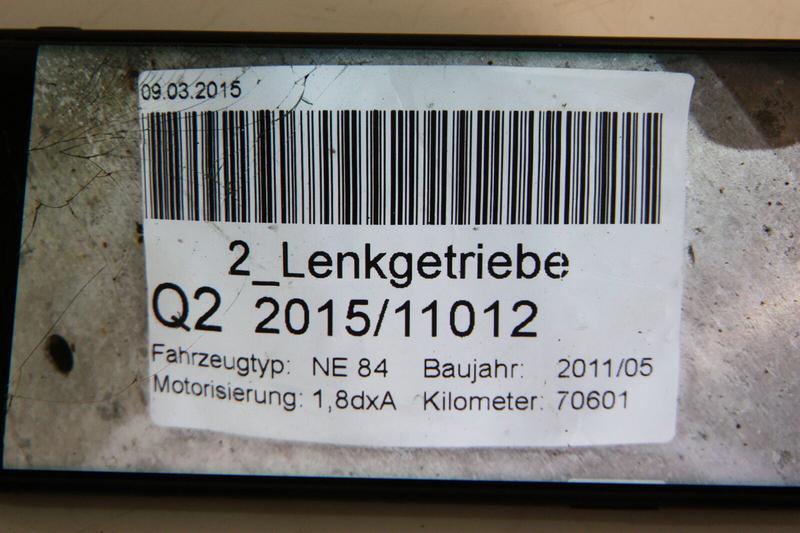 09.03.2015
2_Lenkgetriebe
Q2 2015/11012
Fahrzeugtyp: NE 84 Baujahr: 2011/05
Motorisierung: 1,8dxA Kilometer: 70601